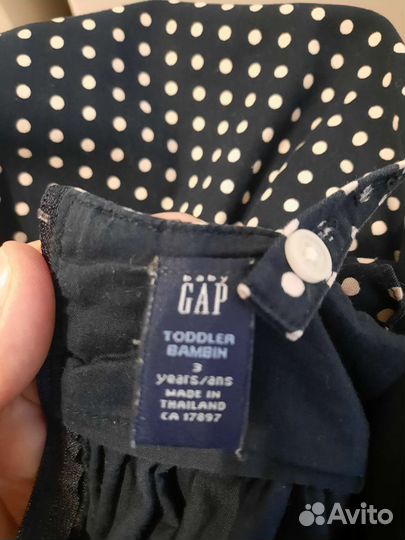 baby
GAP
TODDLER
BAMBIN
3
years/ans
MADE IN
THAILAND
CA 17897
Avito